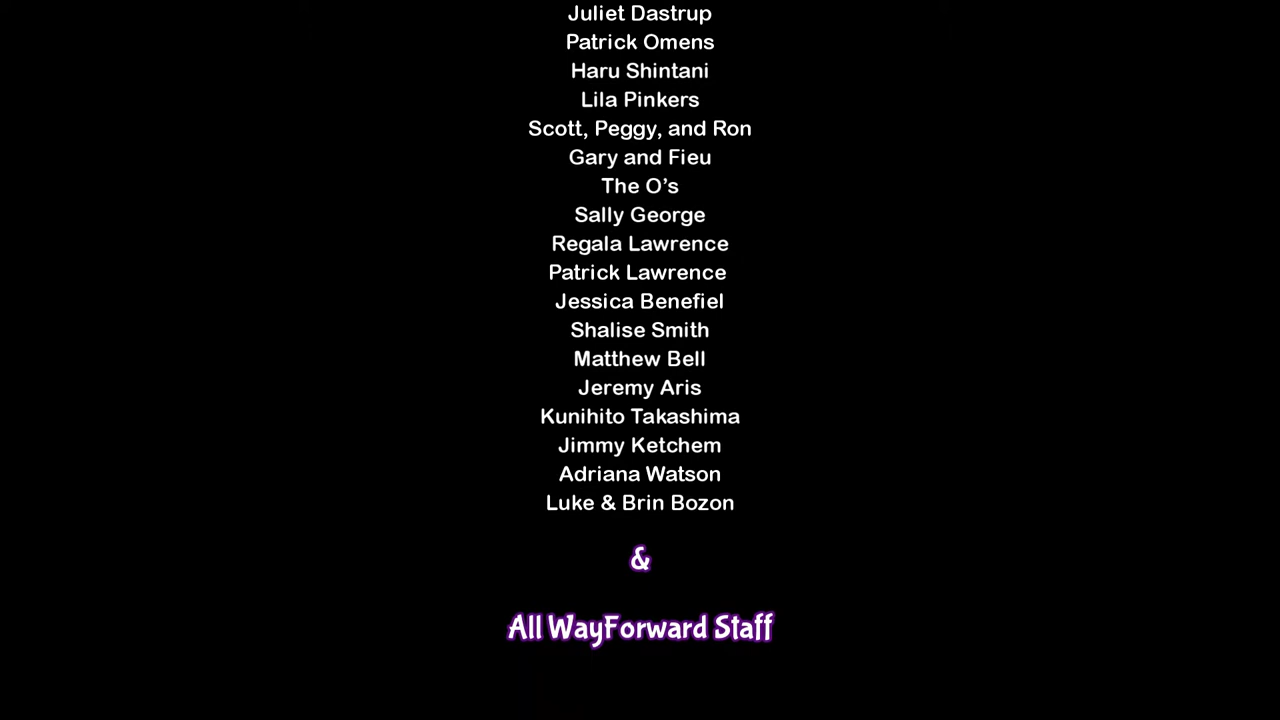 Juliet Dastrup
Patrick Omens
Haru Shintani
Lila Pinkers
Scott, Peggy, and Ron
Gary and Fieu
The O’s
Sally George
Regala Lawrence
Patrick Lawrence
Jessica Benefiel
Shalise Smith
Matthew Bell
Jeremy Aris
Kunihito Takashima
Jimmy Ketchem
Adriana Watson
Luke & Brin Bozon
&
All WayForward Staff